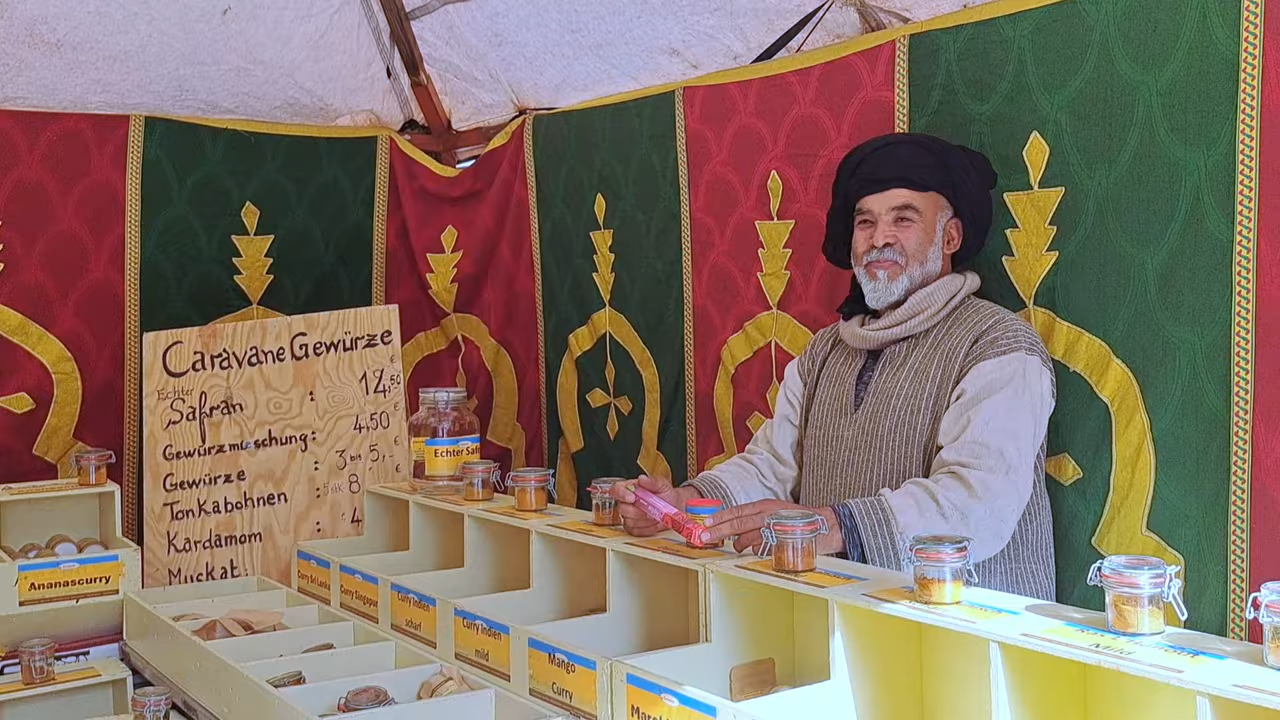 Caravane Gewürze
Echter
Safran : 12,50 €
Gewürzmischung: 4,50 €
Gewürze 3 bis 5,- €
Tonkabohnen : 5 stk 8
Kardamom : 4
Muckat.
Echter Saf
Ananascurry
Curry Sri Lanka
Curry Singapur
Curry Indien
scharf
Curry Indien
mild
Mango
Curry
Mild